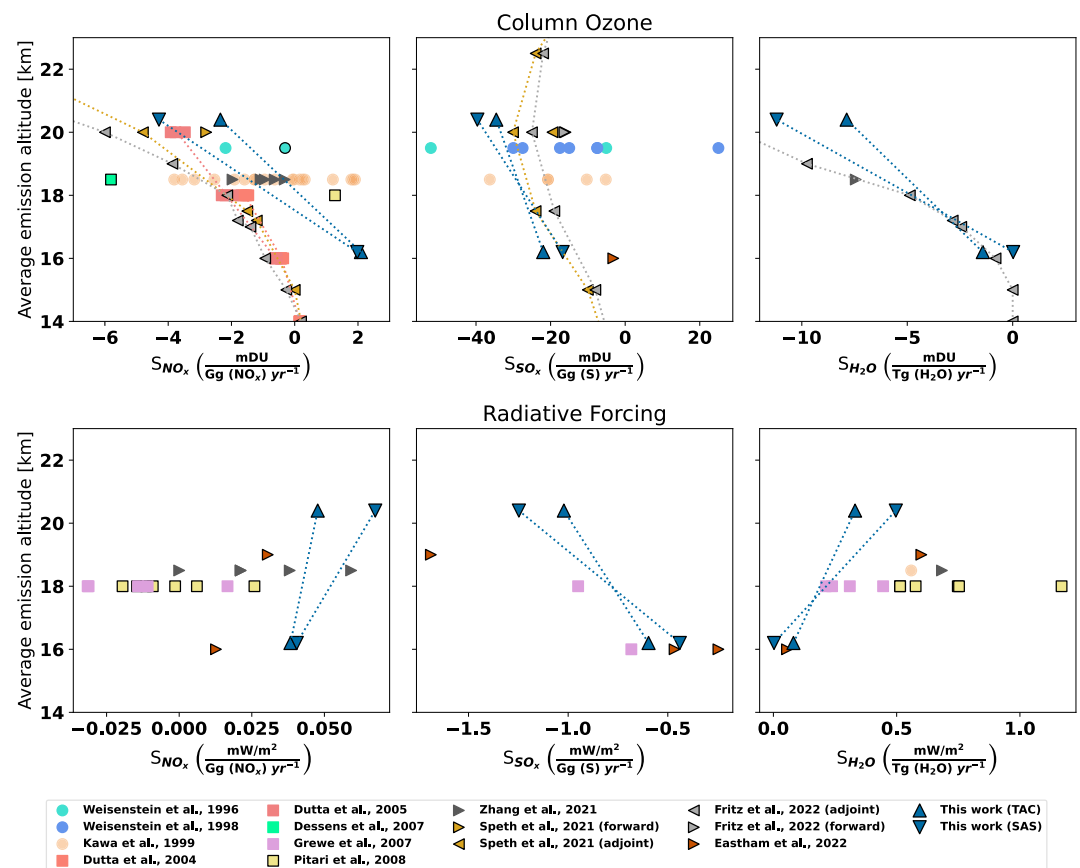 Column Ozone
Average emission altitude [km]
22
20
18
16
14
−6 −4 −2 0 2
S_NOx (mDU / Gg (NOx) yr⁻¹)
−40 −20 0 20
S_SOx (mDU / Gg (S) yr⁻¹)
−10 −5 0
S_H2O (mDU / Tg (H2O) yr⁻¹)
Radiative Forcing
Average emission altitude [km]
22
20
18
16
14
−0.025 0.000 0.025 0.050
S_NOx (mW/m² / Gg (NOx) yr⁻¹)
−1.5 −1.0 −0.5
S_SOx (mW/m² / Gg (S) yr⁻¹)
0.0 0.5 1.0
S_H2O (mW/m² / Tg (H2O) yr⁻¹)
Weisenstein et al., 1996
Weisenstein et al., 1998
Kawa et al., 1999
Dutta et al., 2004
Dutta et al., 2005
Dessens et al., 2007
Grewe et al., 2007
Pitari et al., 2008
Zhang et al., 2021
Speth et al., 2021 (forward)
Speth et al., 2021 (adjoint)
Fritz et al., 2022 (adjoint)
Fritz et al., 2022 (forward)
Eastham et al., 2022
This work (TAC)
This work (SAS)